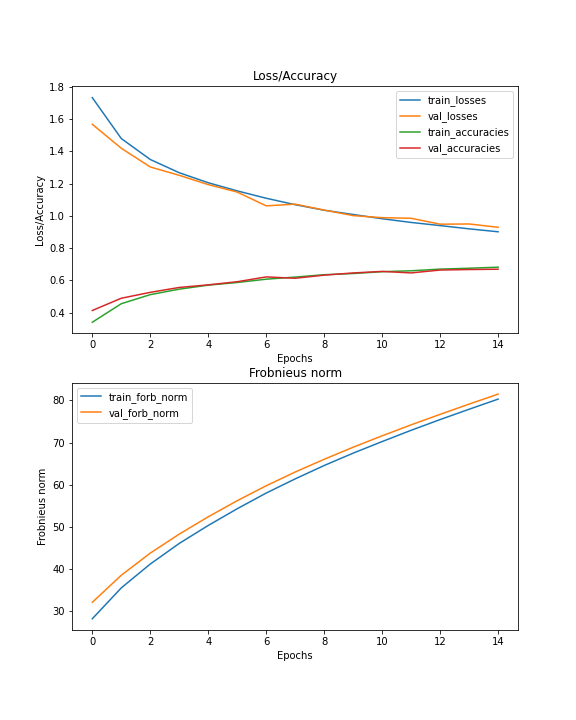 Loss/Accuracy
1.8
1.6
1.4
1.2
1.0
0.8
0.6
0.4
Loss/Accuracy
train_losses
val_losses
train_accuracies
val_accuracies
0 2 4 6 8 10 12 14
Epochs
Frobnieus norm
80
70
60
50
40
30
Frobnieus norm
train_forb_norm
val_forb_norm
0 2 4 6 8 10 12 14
Epochs